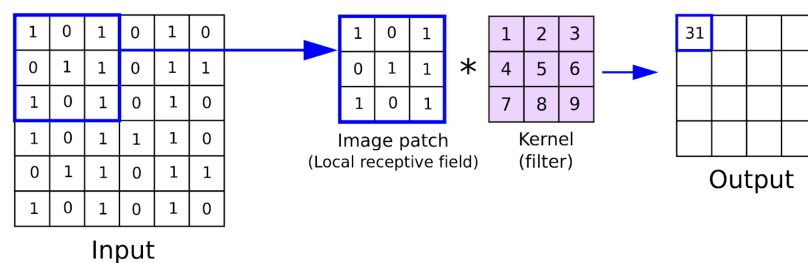 1 0 1 0 1 0
0 1 1 0 1 1
1 0 1 0 1 0
1 0 1 1 1 0
0 1 1 0 1 1
1 0 1 0 1 0
Input
1 0 1
0 1 1
1 0 1
Image patch
(Local receptive field)
*
1 2 3
4 5 6
7 8 9
Kernel
(filter)
31
Output